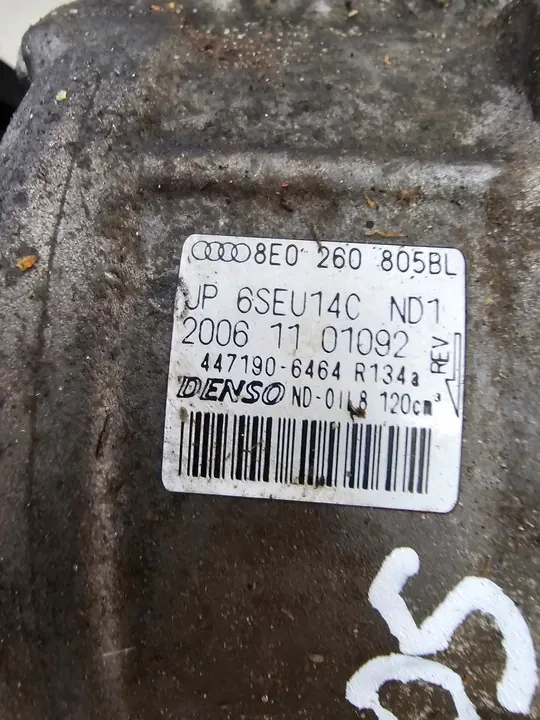 8E0 260 805BL
JP 6SEU14C ND1
2006 11 01092
447190-6464 R134a
REV
DENSO ND-OIL8 120cm³